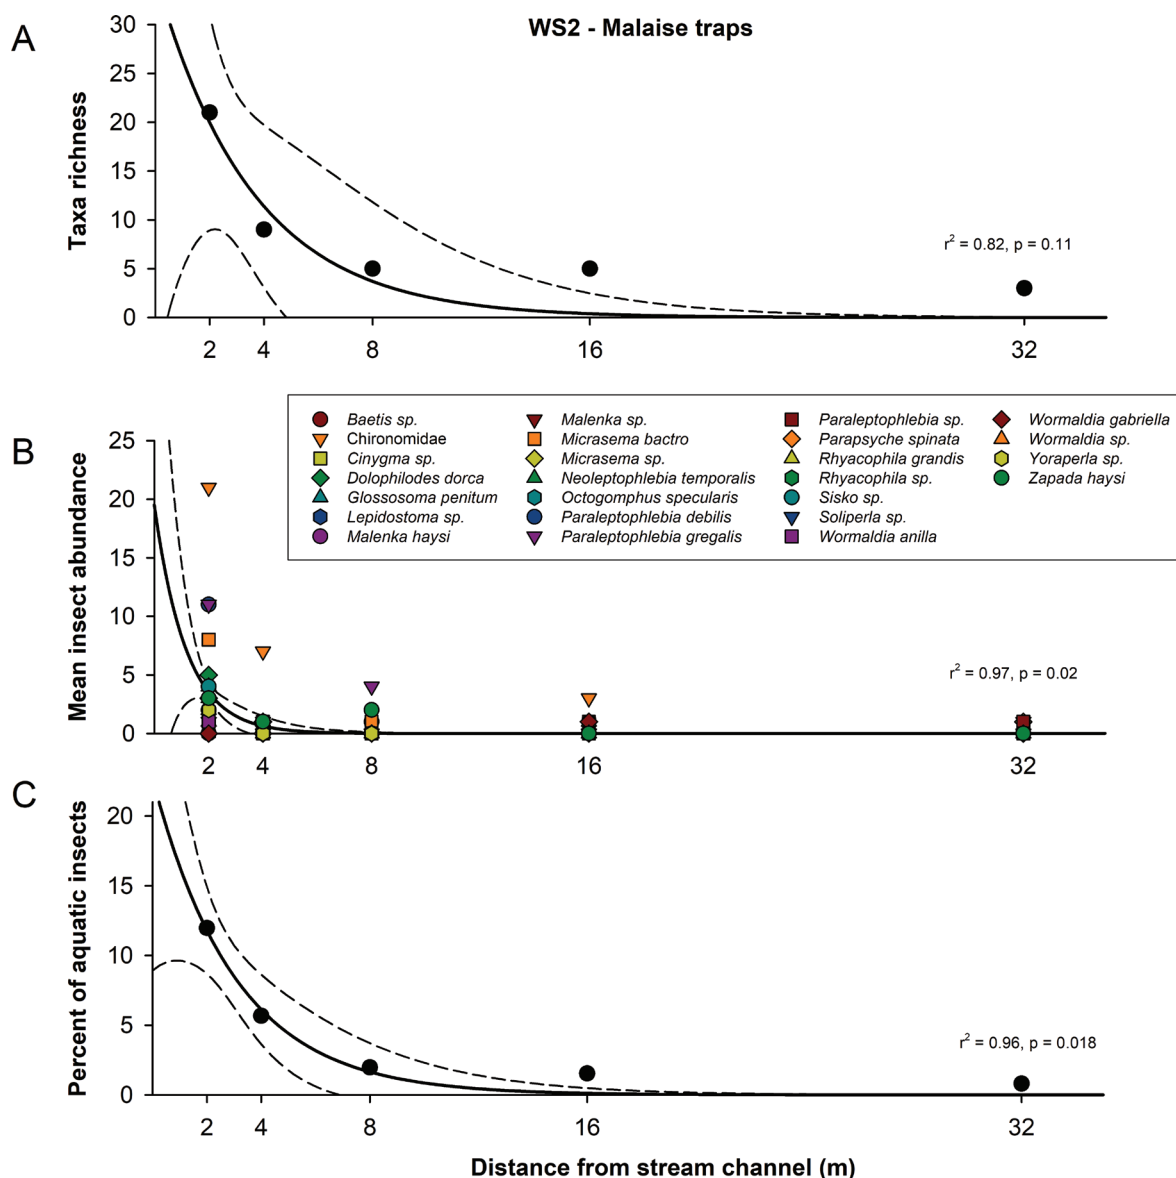 A
WS2 - Malaise traps
Taxa richness
30
25
20
15
10
5
0
r² = 0.82, p = 0.11
2 4 8 16 32
B
Mean insect abundance
25
20
15
10
5
0
Baetis sp. Malenka sp. Paraleptophlebia sp. Wormaldia gabriella
Chironomidae Micrasema bactro Parapsyche spinata Wormaldia sp.
Cinygma sp. Micrasema sp. Rhyacophila grandis Yoraperla sp.
Dolophilodes dorca Neoleptophlebia temporalis Rhyacophila sp. Zapada haysi
Glossosoma penitum Octogomphus specularis Sisko sp.
Lepidostoma sp. Paraleptophlebia debilis Soliperla sp.
Malenka haysi Paraleptophlebia gregalis Wormaldia anilla
r² = 0.97, p = 0.02
2 4 8 16 32
C
Percent of aquatic insects
20
15
10
5
0
r² = 0.96, p = 0.018
2 4 8 16 32
Distance from stream channel (m)